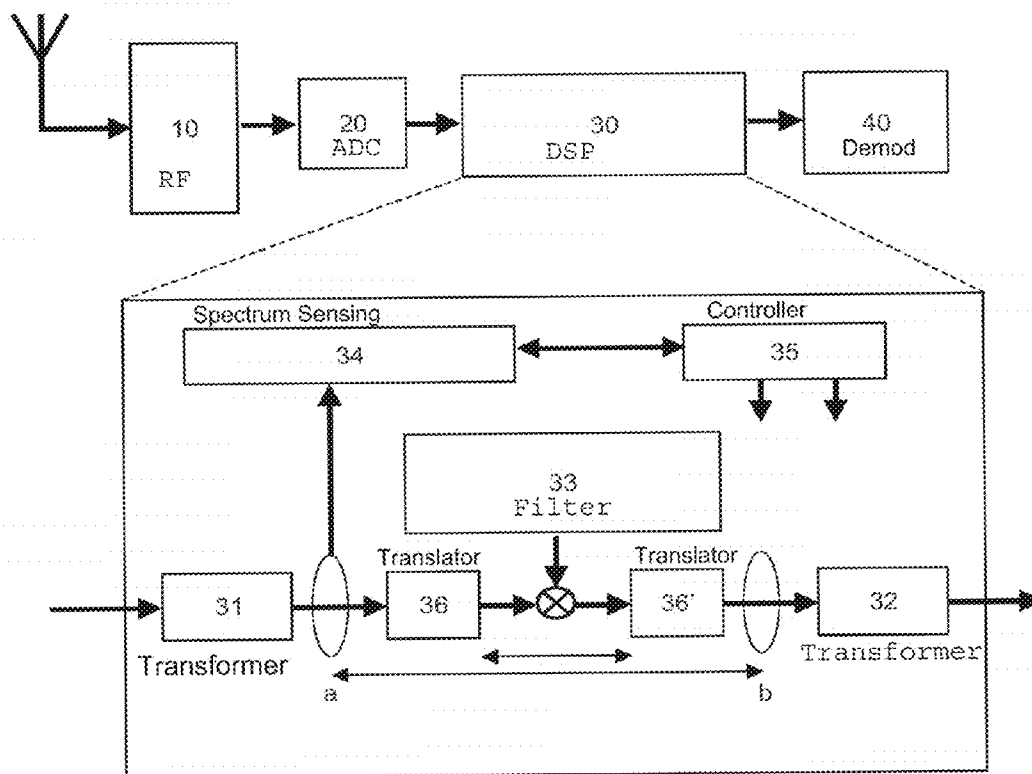 10
RF
20
ADC
30
DSP
40
Demod
Spectrum Sensing
34
Controller
35
33
Filter
Translator
Translator
31
36
36'
32
Transformer
Transformer
a
b